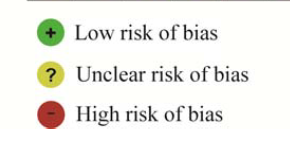 + Low risk of bias
? Unclear risk of bias
- High risk of bias